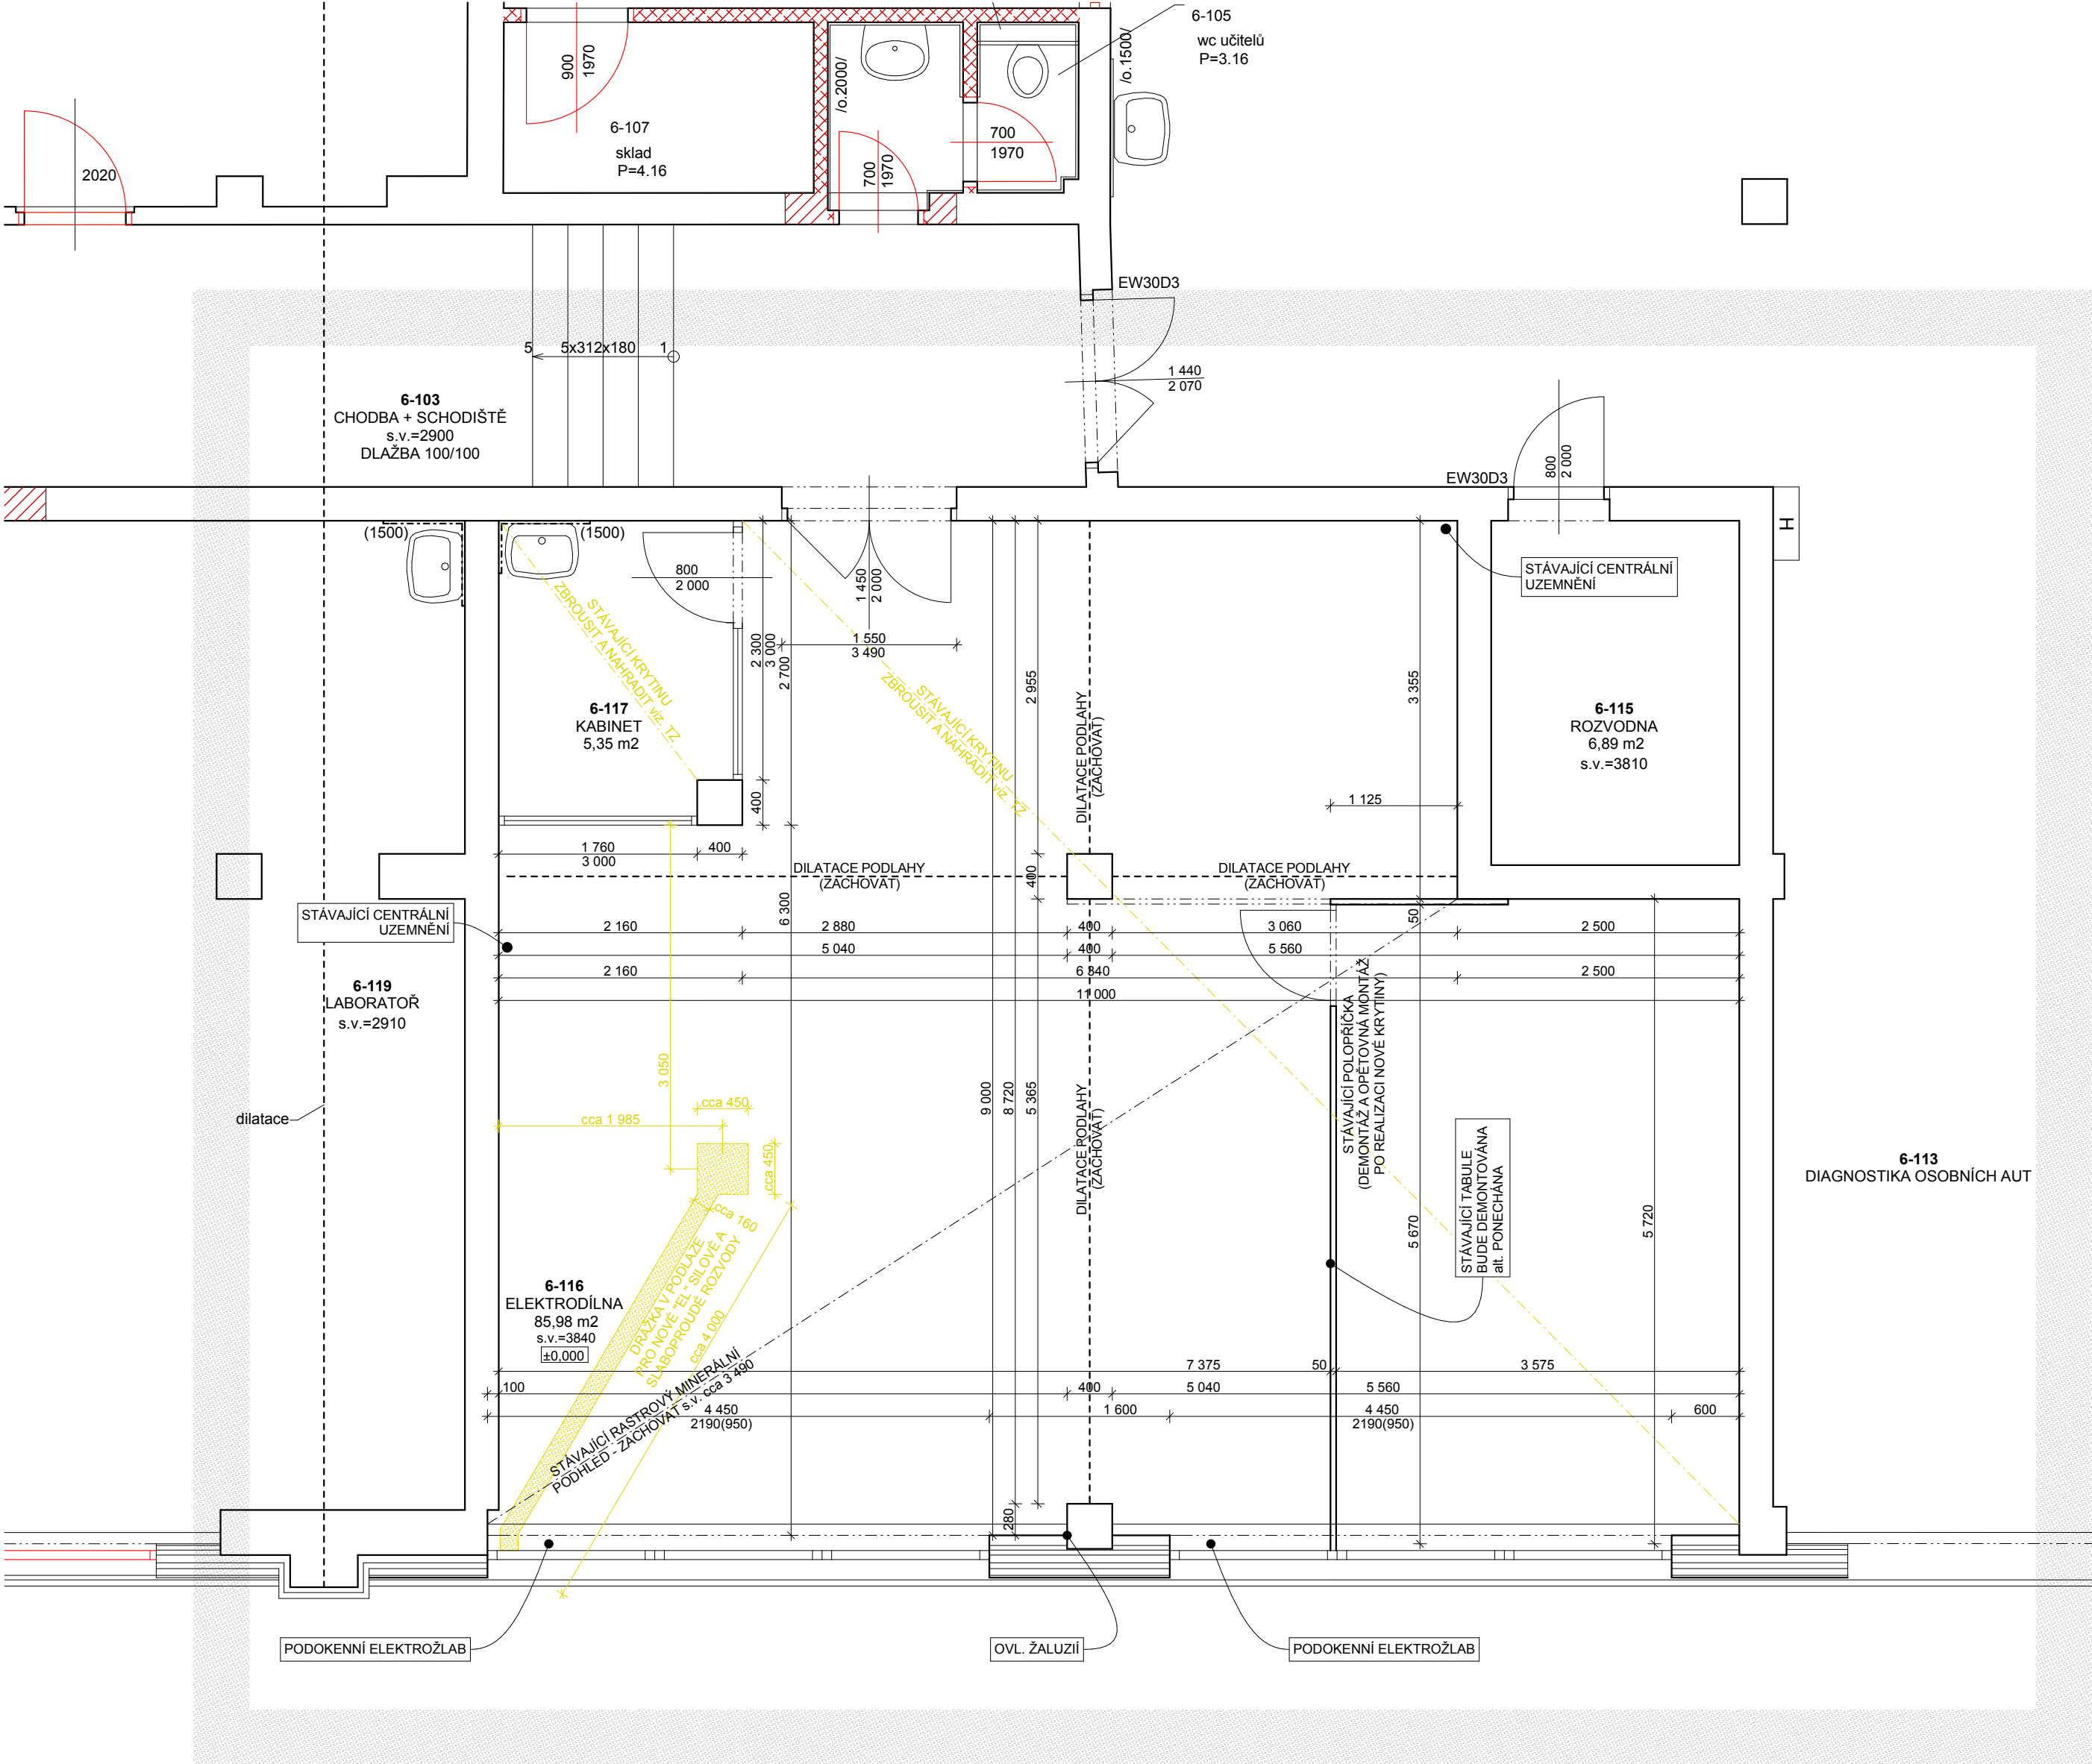 6-105
wc učitelů
P=3.16
/o.1500/
/o.2000/
900
1970
6-107
sklad
P=4.16
700
1970
700
1970
2020
EW30D3
1 440
2 070
5
5x312x180
1
6-103
CHODBA + SCHODIŠTĚ
s.v.=2900
DLAŽBA 100/100
EW30D3
800
2 000
H
(1500)
(1500)
800
2 000
1 450
2 000
STÁVAJÍCÍ CENTRÁLNÍ
UZEMNĚNÍ
STÁVAJÍCÍ KRYTINU
ZBROUSIT A NAHRADIT viz. TZ
1 550
3 490
2 300
3 000
2 700
2 955
3 355
STÁVAJÍCÍ KRYTINU
ZBROUSIT A NAHRADIT viz. TZ
6-117
KABINET
5,35 m2
DILATACE PODLAHY
(ZACHOVAT)
6-115
ROZVODNA
6,89 m2
s.v.=3810
400
1 125
1 760
3 000
400
DILATACE PODLAHY
(ZACHOVAT)
400
DILATACE PODLAHY
(ZACHOVAT)
STÁVAJÍCÍ CENTRÁLNÍ
UZEMNĚNÍ
6 300
50
2 160
2 880
400
3 060
2 500
5 040
400
5 560
2 160
6 340
2 500
11 000
6-119
LABORATOŘ
s.v.=2910
3 050
9 000
8 720
5 365
DILATACE PODLAHY
(ZACHOVAT)
STÁVAJÍCÍ POLOPŘÍČKA
(DEMONTÁŽ A OPĚTOVNÁ MONTÁŽ
PO REALIZACI NOVÉ KRYTINY)
dilatace
cca 450
cca 1 985
cca 450
cca 160
STÁVAJÍCÍ TABULE
BUDE DEMONTOVÁNA
alt. PONECHÁNA
5 670
5 720
6-113
DIAGNOSTIKA OSOBNÍCH AUT
6-116
ELEKTRODÍLNA
85,98 m2
s.v.=3840
±0,000
DRÁŽKA V PODLAZE
PRO NOVÉ "EL" SILOVÉ A
SLABOPROUDÉ ROZVODY
cca 4 000
STÁVAJÍCÍ RASTROVÝ MINERÁLNÍ
PODHLED - ZACHOVAT s.v. cca 3 490
7 375
50
3 575
100
400
5 040
5 560
4 450
2190(950)
1 600
4 450
2190(950)
600
280
PODOKENNÍ ELEKTROŽLAB
OVL. ŽALUZIÍ
PODOKENNÍ ELEKTROŽLAB